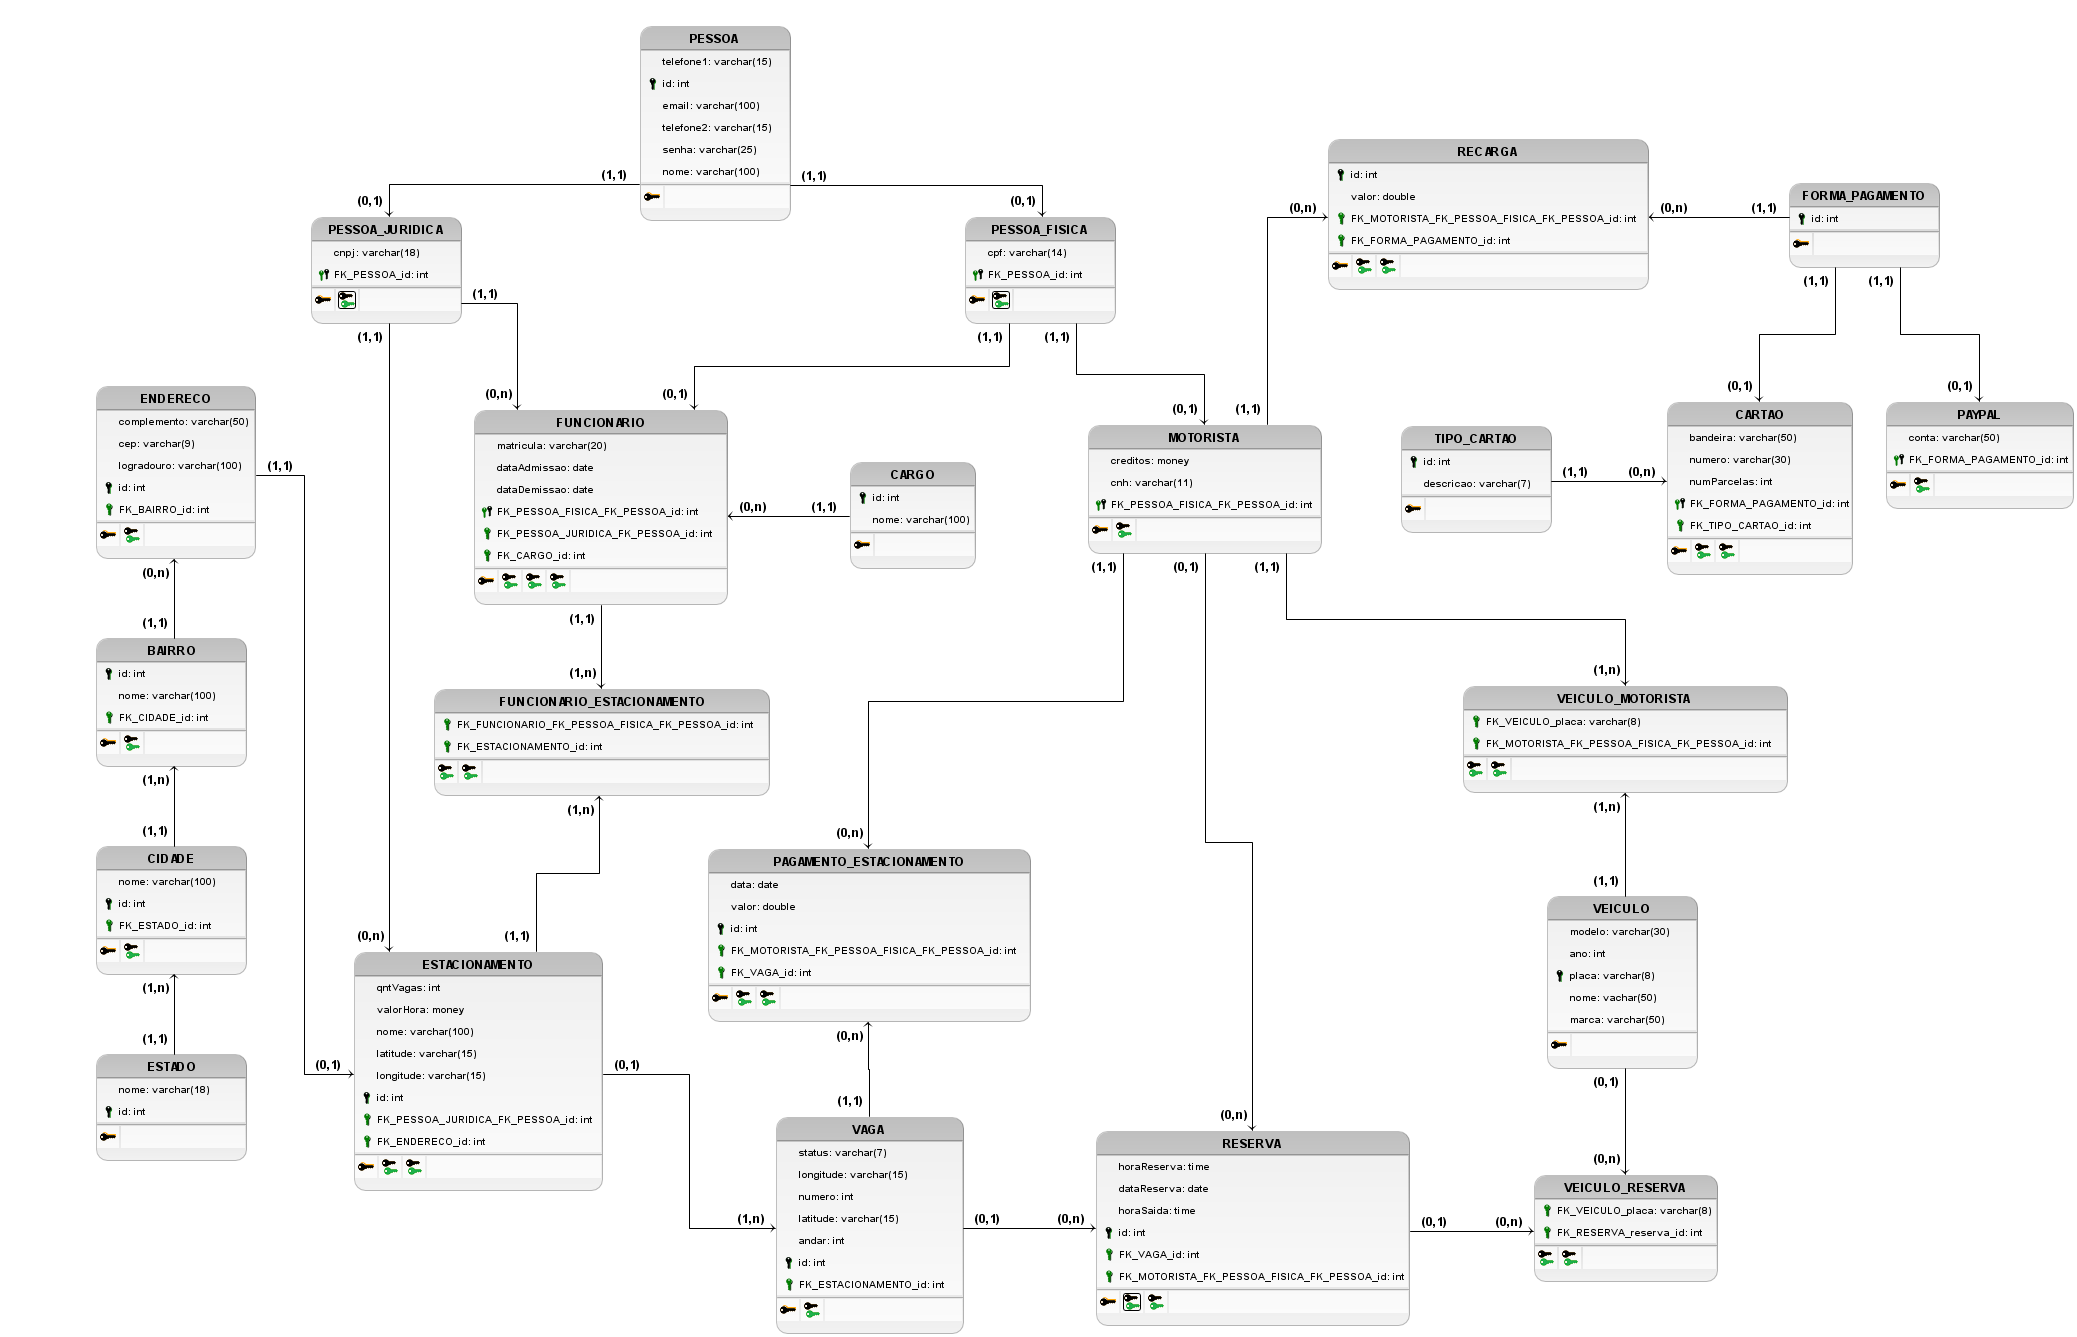 PESSOA
telefone1: varchar(15)
id: int
email: varchar(100)
telefone2: varchar(15)
senha: varchar(25)
nome: varchar(100)
(1,1)
(1,1)
(0,1)
(0,1)
PESSOA_JURIDICA
cnpj: varchar(18)
FK_PESSOA_id: int
(1,1)
(1,1)
PESSOA_FISICA
cpf: varchar(14)
FK_PESSOA_id: int
(1,1)
(1,1)
RECARGA
id: int
valor: double
FK_MOTORISTA_FK_PESSOA_FISICA_FK_PESSOA_id: int
FK_FORMA_PAGAMENTO_id: int
(0,n)
(0,n)
(1,1)
FORMA_PAGAMENTO
id: int
(1,1)
(1,1)
(0,1)
(0,1)
ENDERECO
complemento: varchar(50)
cep: varchar(9)
logradouro: varchar(100)
id: int
FK_BAIRRO_id: int
(1,1)
(0,n)
(0,n)
(0,1)
FUNCIONARIO
matricula: varchar(20)
dataAdmissao: date
dataDemissao: date
FK_PESSOA_FISICA_FK_PESSOA_id: int
FK_PESSOA_JURIDICA_FK_PESSOA_id: int
FK_CARGO_id: int
(0,n)
(1,1)
CARGO
id: int
nome: varchar(100)
(0,1)
(1,1)
MOTORISTA
creditos: money
cnh: varchar(11)
FK_PESSOA_FISICA_FK_PESSOA_id: int
(1,1)
(0,1)
(1,1)
TIPO_CARTAO
id: int
descricao: varchar(7)
(1,1)
(0,n)
CARTAO
bandeira: varchar(50)
numero: varchar(30)
numParcelas: int
FK_FORMA_PAGAMENTO_id: int
FK_TIPO_CARTAO_id: int
PAYPAL
conta: varchar(50)
FK_FORMA_PAGAMENTO_id: int
(1,1)
BAIRRO
id: int
nome: varchar(100)
FK_CIDADE_id: int
(1,n)
(1,1)
(1,n)
FUNCIONARIO_ESTACIONAMENTO
FK_FUNCIONARIO_FK_PESSOA_FISICA_FK_PESSOA_id: int
FK_ESTACIONAMENTO_id: int
(1,n)
(1,n)
VEICULO_MOTORISTA
FK_VEICULO_placa: varchar(8)
FK_MOTORISTA_FK_PESSOA_FISICA_FK_PESSOA_id: int
(1,n)
(1,1)
CIDADE
nome: varchar(100)
id: int
FK_ESTADO_id: int
(1,n)
(1,1)
ESTADO
nome: varchar(18)
id: int
(0,n)
(1,1)
(0,1)
ESTACIONAMENTO
qntVagas: int
valorHora: money
nome: varchar(100)
latitude: varchar(15)
longitude: varchar(15)
id: int
FK_PESSOA_JURIDICA_FK_PESSOA_id: int
FK_ENDERECO_id: int
(0,1)
(0,n)
PAGAMENTO_ESTACIONAMENTO
data: date
valor: double
id: int
FK_MOTORISTA_FK_PESSOA_FISICA_FK_PESSOA_id: int
FK_VAGA_id: int
(0,n)
(1,1)
(1,n)
VAGA
status: varchar(7)
longitude: varchar(15)
numero: int
latitude: varchar(15)
andar: int
id: int
FK_ESTACIONAMENTO_id: int
(0,1)
(0,n)
(0,n)
RESERVA
horaReserva: time
dataReserva: date
horaSaida: time
id: int
FK_VAGA_id: int
FK_MOTORISTA_FK_PESSOA_FISICA_FK_PESSOA_id: int
(0,1)
(0,n)
(1,1)
VEICULO
modelo: varchar(30)
ano: int
placa: varchar(8)
nome: vachar(50)
marca: varchar(50)
(0,1)
(0,n)
VEICULO_RESERVA
FK_VEICULO_placa: varchar(8)
FK_RESERVA_reserva_id: int